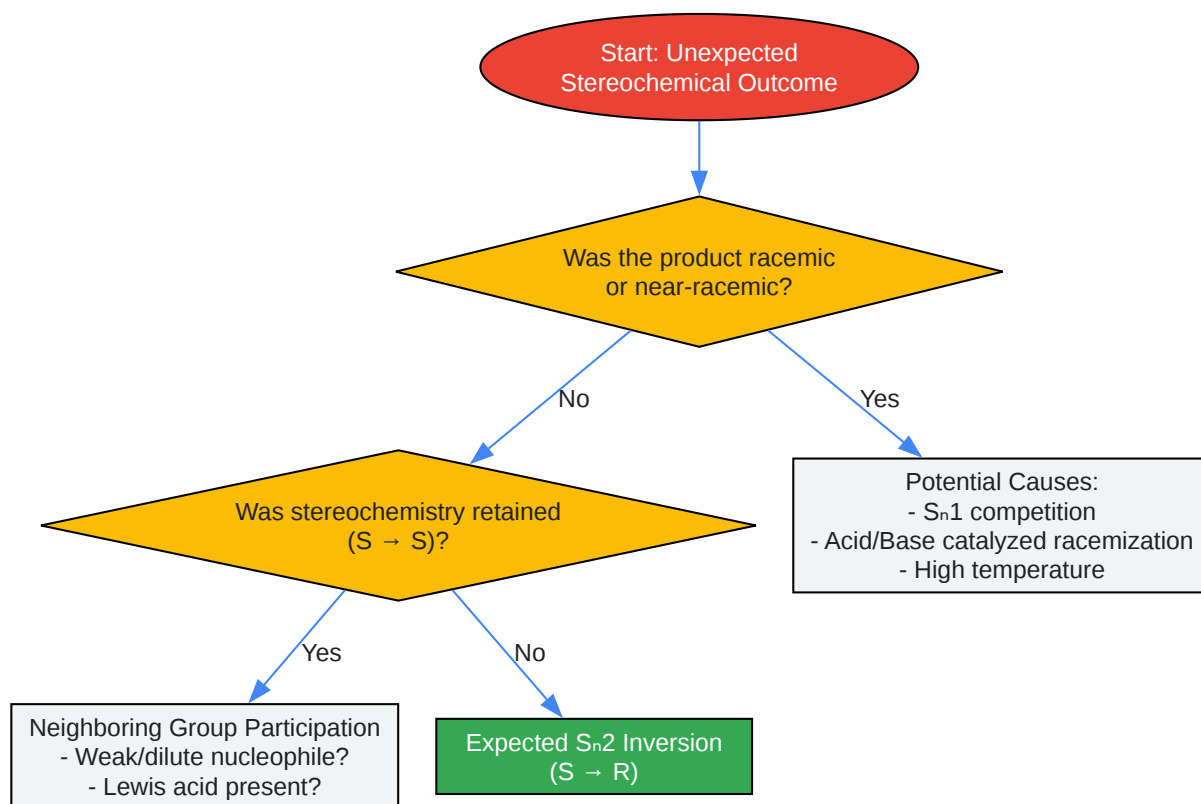 Start: Unexpected
Stereochemical Outcome
Was the product racemic
or near-racemic?
No
Yes
Was stereochemistry retained
(S → S)?
Potential Causes:
- Sₙ1 competition
- Acid/Base catalyzed racemization
- High temperature
Yes
No
Neighboring Group Participation
- Weak/dilute nucleophile?
- Lewis acid present?
Expected Sₙ2 Inversion
(S → R)